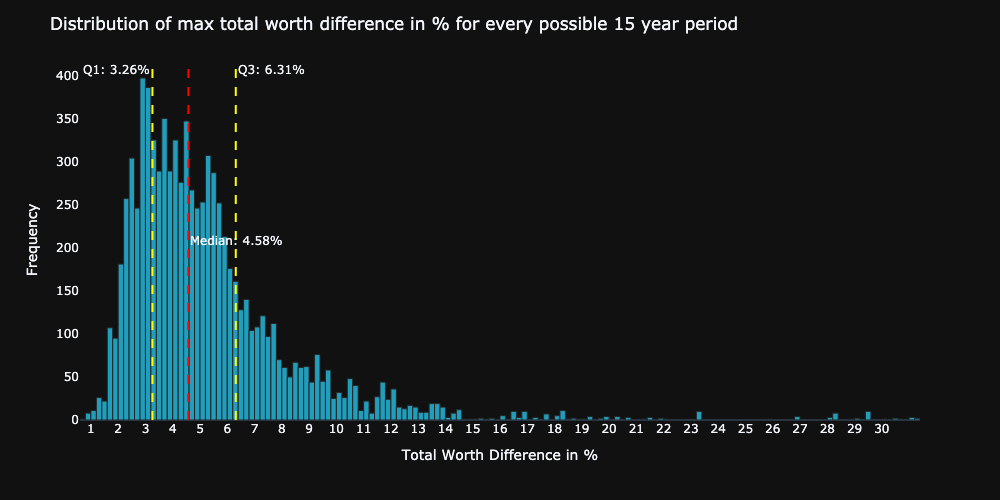 Distribution of max total worth difference in % for every possible 15 year period
Q1: 3.26%
Q3: 6.31%
Median: 4.58%
400
350
300
250
200
150
100
50
0
Frequency
1 2 3 4 5 6 7 8 9 10 11 12 13 14 15 16 17 18 19 20 21 22 23 24 25 26 27 28 29 30
Total Worth Difference in %